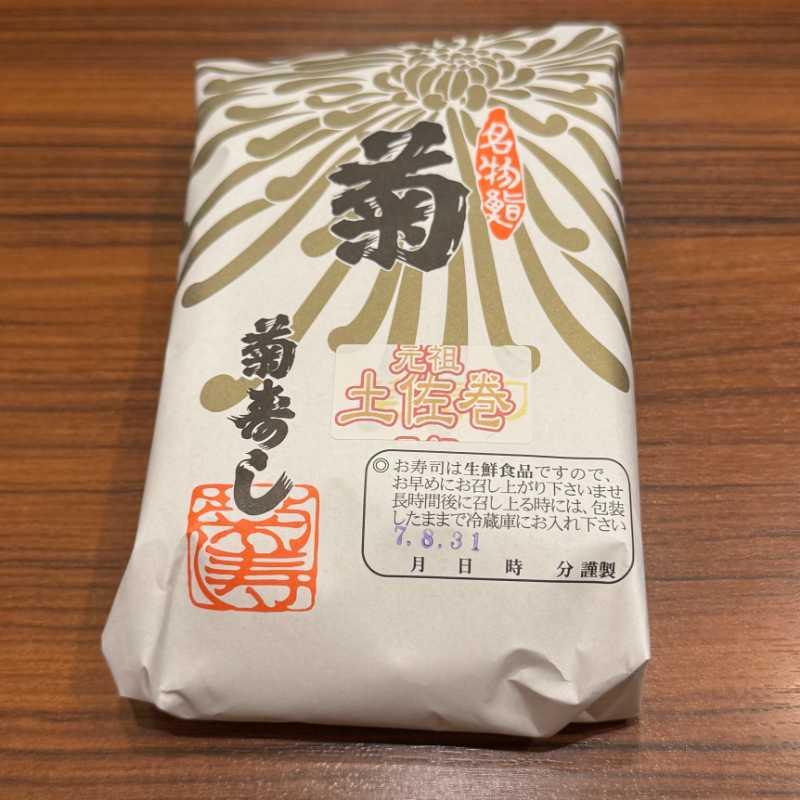 名物鮨
菊
菊寿し
元祖
土佐巻
◎お寿司は生鮮食品ですので、
お早めにお召し上がり下さいませ
長時間後に召し上る時には、包装
したままで冷蔵庫にお入れ下さい
7.8.31
月 日 時 分 謹製